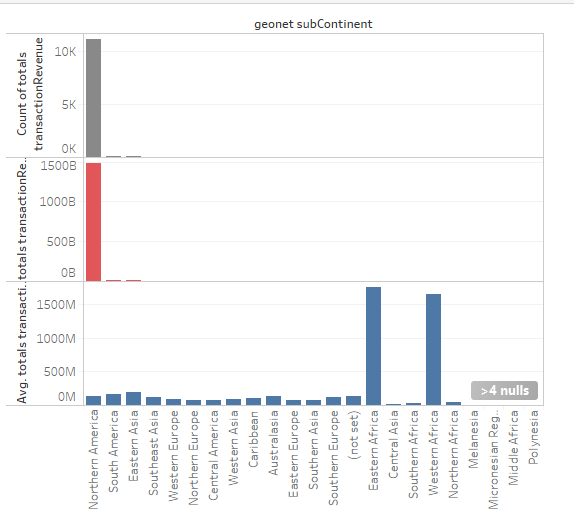 geonet subContinent
Count of totals
transactionRevenue
10K
5K
0K
totals transactionRe..
1500B
1000B
500B
0B
Avg. totals transacti..
1500M
1000M
500M
0M
>4 nulls
Northern America
South America
Eastern Asia
Southeast Asia
Western Europe
Northern Europe
Central America
Western Asia
Caribbean
Australasia
Eastern Europe
Southern Asia
Southern Europe
(not set)
Eastern Africa
Central Asia
Southern Africa
Western Africa
Northern Africa
Melanesia
Micronesian Reg..
Middle Africa
Polynesia